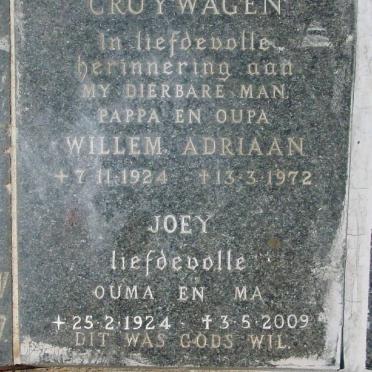 CRUYWAGEN
In liefdevolle
herinnering aan
MY DIERBARE MAN
PAPPA EN OUPA
WILLEM ADRIAAN
+ 7.11.1924 † 13.3.1972
JOEY
liefdevolle
OUMA EN MA
+ 25.2.1924 † 3.5.2009
DIT WAS GODS WIL.